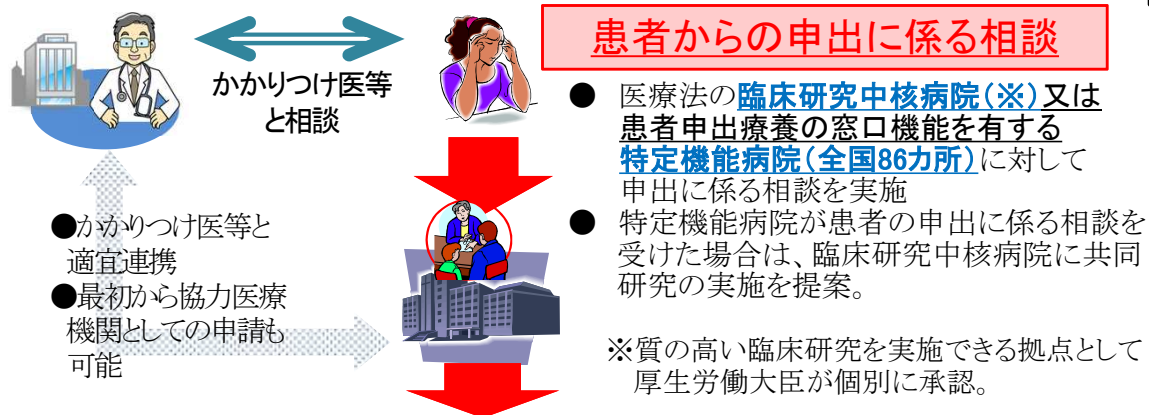 患者からの申出に係る相談
かかりつけ医等
と相談
● 医療法の臨床研究中核病院(※)又は
患者申出療養の窓口機能を有する
特定機能病院(全国86カ所)に対して
申出に係る相談を実施
● 特定機能病院が患者の申出に係る相談を
受けた場合は、臨床研究中核病院に共同
研究の実施を提案。
※質の高い臨床研究を実施できる拠点として
厚生労働大臣が個別に承認。
●かかりつけ医等と
適宜連携
●最初から協力医療
機関としての申請も
可能